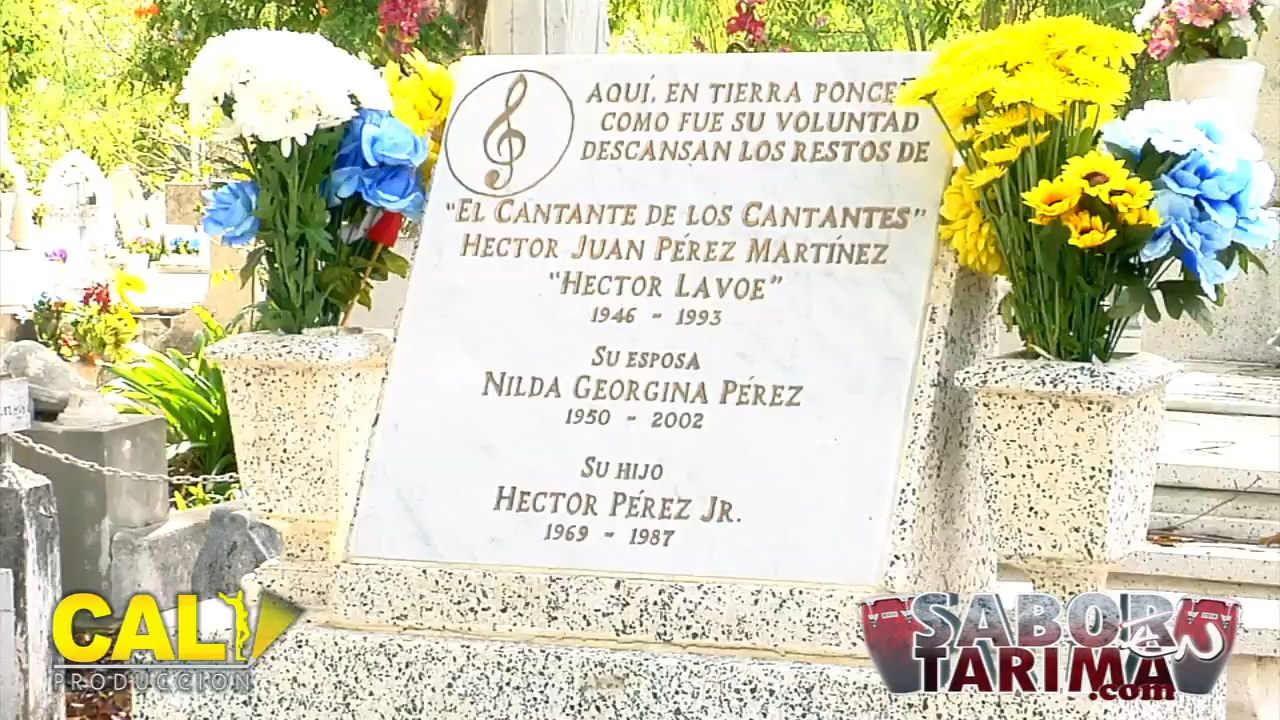 AQUÍ, EN TIERRA
COMO FUE SU VOLUNTAD
DESCANSAN LOS RESTOS DE
"EL CANTANTE DE LOS CANTANTES"
HECTOR JUAN PÉREZ MARTÍNEZ
"HECTOR LAVOE"
1946 - 1993
SU ESPOSA
NILDA GEORGINA PÉREZ
1950 - 2002
SU HIJO
HECTOR PÉREZ JR.
1969 - 1987
CALI
PRODUCCION
SABOR
EN
TARIMA
.com